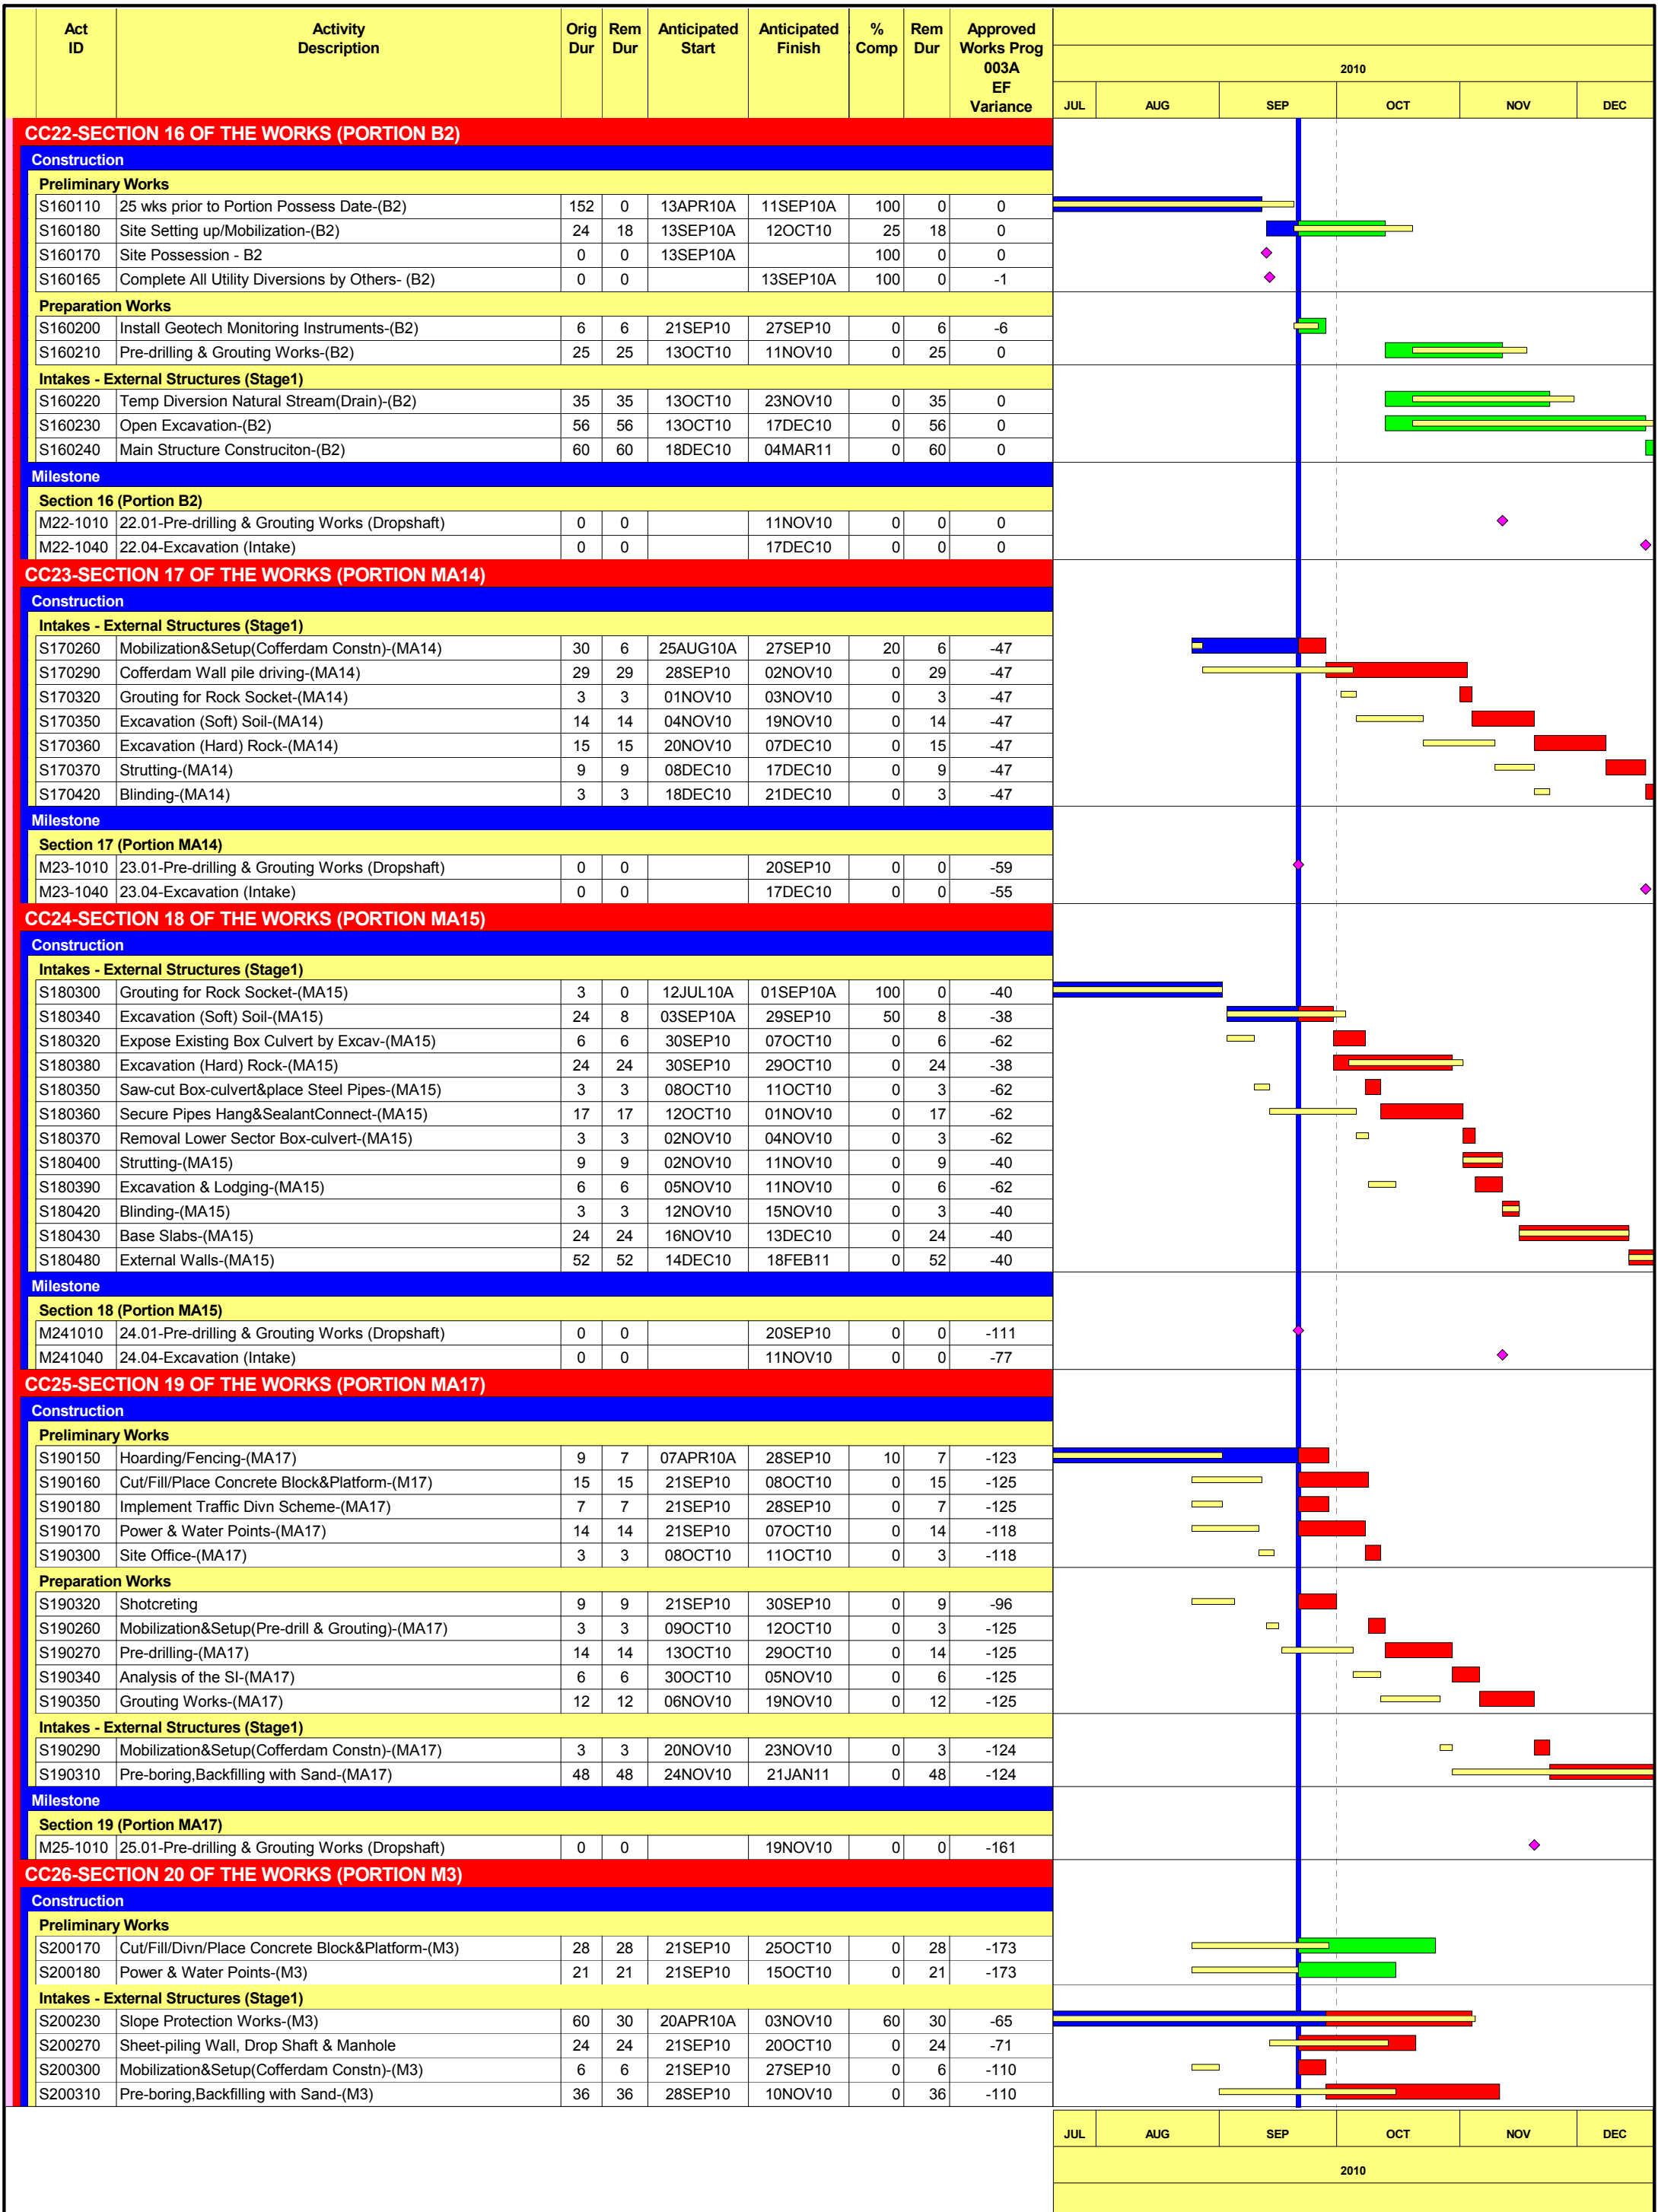 Act Activity Orig Rem Anticipated Anticipated % Rem Approved
ID Description Dur Dur Start Finish Comp Dur Works Prog
003A
EF
Variance
2010
JUL AUG SEP OCT NOV DEC
CC22-SECTION 16 OF THE WORKS (PORTION B2)
Construction
Preliminary Works
S160110 25 wks prior to Portion Possess Date-(B2) 152 0 13APR10A 11SEP10A 100 0 0
S160180 Site Setting up/Mobilization-(B2) 24 18 13SEP10A 12OCT10 25 18 0
S160170 Site Possession - B2 0 0 13SEP10A 100 0 0
S160165 Complete All Utility Diversions by Others- (B2) 0 0 13SEP10A 100 0 -1
Preparation Works
S160200 Install Geotech Monitoring Instruments-(B2) 6 6 21SEP10 27SEP10 0 6 -6
S160210 Pre-drilling & Grouting Works-(B2) 25 25 13OCT10 11NOV10 0 25 0
Intakes - External Structures (Stage1)
S160220 Temp Diversion Natural Stream(Drain)-(B2) 35 35 13OCT10 23NOV10 0 35 0
S160230 Open Excavation-(B2) 56 56 13OCT10 17DEC10 0 56 0
S160240 Main Structure Construciton-(B2) 60 60 18DEC10 04MAR11 0 60 0
Milestone
Section 16 (Portion B2)
M22-1010 22.01-Pre-drilling & Grouting Works (Dropshaft) 0 0 11NOV10 0 0 0
M22-1040 22.04-Excavation (Intake) 0 0 17DEC10 0 0 0
CC23-SECTION 17 OF THE WORKS (PORTION MA14)
Construction
Intakes - External Structures (Stage1)
S170260 Mobilization&Setup(Cofferdam Constn)-(MA14) 30 6 25AUG10A 27SEP10 20 6 -47
S170290 Cofferdam Wall pile driving-(MA14) 29 29 28SEP10 02NOV10 0 29 -47
S170320 Grouting for Rock Socket-(MA14) 3 3 01NOV10 03NOV10 0 3 -47
S170350 Excavation (Soft) Soil-(MA14) 14 14 04NOV10 19NOV10 0 14 -47
S170360 Excavation (Hard) Rock-(MA14) 15 15 20NOV10 07DEC10 0 15 -47
S170370 Strutting-(MA14) 9 9 08DEC10 17DEC10 0 9 -47
S170420 Blinding-(MA14) 3 3 18DEC10 21DEC10 0 3 -47
Milestone
Section 17 (Portion MA14)
M23-1010 23.01-Pre-drilling & Grouting Works (Dropshaft) 0 0 20SEP10 0 0 -59
M23-1040 23.04-Excavation (Intake) 0 0 17DEC10 0 0 -55
CC24-SECTION 18 OF THE WORKS (PORTION MA15)
Construction
Intakes - External Structures (Stage1)
S180300 Grouting for Rock Socket-(MA15) 3 0 12JUL10A 01SEP10A 100 0 -40
S180340 Excavation (Soft) Soil-(MA15) 24 8 03SEP10A 29SEP10 50 8 -38
S180320 Expose Existing Box Culvert by Excav-(MA15) 6 6 30SEP10 07OCT10 0 6 -62
S180380 Excavation (Hard) Rock-(MA15) 24 24 30SEP10 29OCT10 0 24 -38
S180350 Saw-cut Box-culvert&place Steel Pipes-(MA15) 3 3 08OCT10 11OCT10 0 3 -62
S180360 Secure Pipes Hang&SealantConnect-(MA15) 17 17 12OCT10 01NOV10 0 17 -62
S180370 Removal Lower Sector Box-culvert-(MA15) 3 3 02NOV10 04NOV10 0 3 -62
S180400 Strutting-(MA15) 9 9 02NOV10 11NOV10 0 9 -40
S180390 Excavation & Lodging-(MA15) 6 6 05NOV10 11NOV10 0 6 -62
S180420 Blinding-(MA15) 3 3 12NOV10 15NOV10 0 3 -40
S180430 Base Slabs-(MA15) 24 24 16NOV10 13DEC10 0 24 -40
S180480 External Walls-(MA15) 52 52 14DEC10 18FEB11 0 52 -40
Milestone
Section 18 (Portion MA15)
M241010 24.01-Pre-drilling & Grouting Works (Dropshaft) 0 0 20SEP10 0 0 -111
M241040 24.04-Excavation (Intake) 0 0 11NOV10 0 0 -77
CC25-SECTION 19 OF THE WORKS (PORTION MA17)
Construction
Preliminary Works
S190150 Hoarding/Fencing-(MA17) 9 7 07APR10A 28SEP10 10 7 -123
S190160 Cut/Fill/Place Concrete Block&Platform-(M17) 15 15 21SEP10 08OCT10 0 15 -125
S190180 Implement Traffic Divn Scheme-(MA17) 7 7 21SEP10 28SEP10 0 7 -125
S190170 Power & Water Points-(MA17) 14 14 21SEP10 07OCT10 0 14 -118
S190300 Site Office-(MA17) 3 3 08OCT10 11OCT10 0 3 -118
Preparation Works
S190320 Shotcreting 9 9 21SEP10 30SEP10 0 9 -96
S190260 Mobilization&Setup(Pre-drill & Grouting)-(MA17) 3 3 09OCT10 12OCT10 0 3 -125
S190270 Pre-drilling-(MA17) 14 14 13OCT10 29OCT10 0 14 -125
S190340 Analysis of the SI-(MA17) 6 6 30OCT10 05NOV10 0 6 -125
S190350 Grouting Works-(MA17) 12 12 06NOV10 19NOV10 0 12 -125
Intakes - External Structures (Stage1)
S190290 Mobilization&Setup(Cofferdam Constn)-(MA17) 3 3 20NOV10 23NOV10 0 3 -124
S190310 Pre-boring,Backfilling with Sand-(MA17) 48 48 24NOV10 21JAN11 0 48 -124
Milestone
Section 19 (Portion MA17)
M25-1010 25.01-Pre-drilling & Grouting Works (Dropshaft) 0 0 19NOV10 0 0 -161
CC26-SECTION 20 OF THE WORKS (PORTION M3)
Construction
Preliminary Works
S200170 Cut/Fill/Divn/Place Concrete Block&Platform-(M3) 28 28 21SEP10 25OCT10 0 28 -173
S200180 Power & Water Points-(M3) 21 21 21SEP10 15OCT10 0 21 -173
Intakes - External Structures (Stage1)
S200230 Slope Protection Works-(M3) 60 30 20APR10A 03NOV10 60 30 -65
S200270 Sheet-piling Wall, Drop Shaft & Manhole 24 24 21SEP10 20OCT10 0 24 -71
S200300 Mobilization&Setup(Cofferdam Constn)-(M3) 6 6 21SEP10 27SEP10 0 6 -110
S200310 Pre-boring,Backfilling with Sand-(M3) 36 36 28SEP10 10NOV10 0 36 -110
JUL AUG SEP OCT NOV DEC
2010